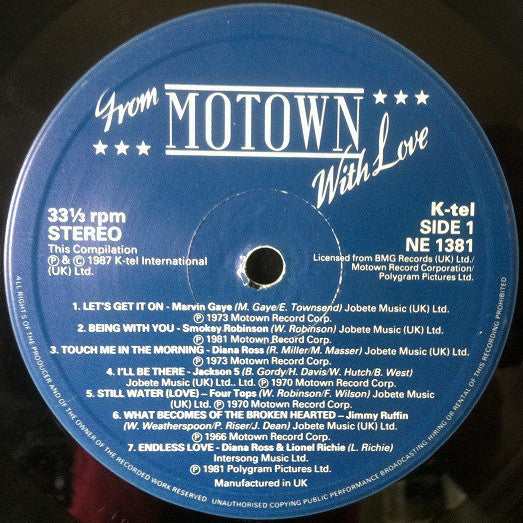 From
MOTOWN
With Love
33⅓ rpm
STEREO
This Compilation
Ⓟ & © 1987 K-tel International
(UK) Ltd.
K-tel
SIDE 1
NE 1381
Licensed from BMG Records (UK) Ltd./
Motown Record Corporation/
Polygram Pictures Ltd.
1. LET'S GET IT ON - Marvin Gaye (M. Gaye/E. Townsend) Jobete Music (UK) Ltd.
Ⓟ 1973 Motown Record Corp.
2. BEING WITH YOU - Smokey Robinson (W. Robinson) Jobete Music (UK) Ltd.
Ⓟ 1981 Motown Record Corp.
3. TOUCH ME IN THE MORNING - Diana Ross (R. Miller/M. Masser) Jobete Music (UK) Ltd.
Ⓟ 1973 Motown Record Corp.
4. I'LL BE THERE - Jackson 5 (B. Gordy/H. Davis/W. Hutch/B. West)
Jobete Music (UK) Ltd.. Ltd. Ⓟ 1970 Motown Record Corp.
5. STILL WATER (LOVE) – Four Tops (W. Robinson/F. Wilson) Jobete Music
(UK) Ltd. Ⓟ 1970 Motown Record Corp.
6. WHAT BECOMES OF THE BROKEN HEARTED – Jimmy Ruffin
(W. Weatherspoon/P. Riser/J. Dean) Jobete Music (UK) Ltd.
Ⓟ 1966 Motown Record Corp.
7. ENDLESS LOVE - Diana Ross & Lionel Richie (L. Richie)
Intersong Music Ltd.
Ⓟ 1981 Polygram Pictures Ltd.
Manufactured in UK
ALL RIGHTS OF THE PRODUCER AND OF THE OWNER OF THE RECORDED WORK RESERVED UNAUTHORISED COPYING PUBLIC PERFORMANCE BROADCASTING HIRING OR RENTAL OF THIS RECORDING PROHIBITED